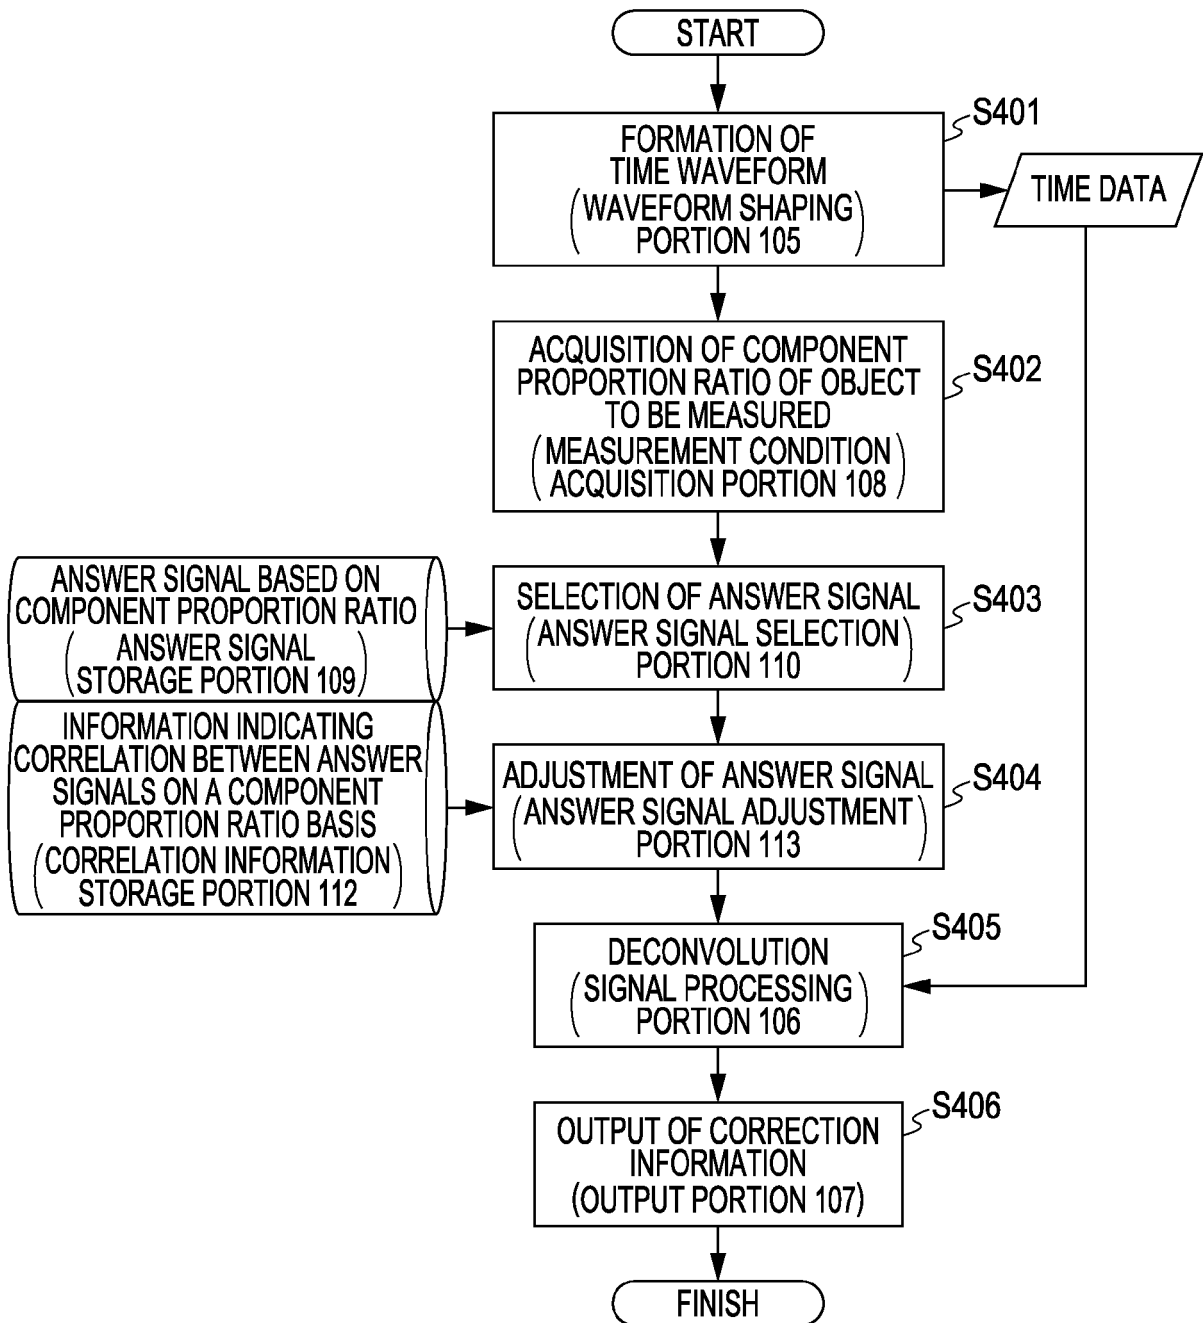 START
S401
FORMATION OF
TIME WAVEFORM
(WAVEFORM SHAPING
PORTION 105)
TIME DATA
S402
ACQUISITION OF COMPONENT
PROPORTION RATIO OF OBJECT
TO BE MEASURED
(MEASUREMENT CONDITION
ACQUISITION PORTION 108)
ANSWER SIGNAL BASED ON
COMPONENT PROPORTION RATIO
(ANSWER SIGNAL
STORAGE PORTION 109)
S403
SELECTION OF ANSWER SIGNAL
(ANSWER SIGNAL SELECTION
PORTION 110)
INFORMATION INDICATING
CORRELATION BETWEEN ANSWER
SIGNALS ON A COMPONENT
PROPORTION RATIO BASIS
(CORRELATION INFORMATION
STORAGE PORTION 112)
S404
ADJUSTMENT OF ANSWER SIGNAL
(ANSWER SIGNAL ADJUSTMENT
PORTION 113)
S405
DECONVOLUTION
(SIGNAL PROCESSING
PORTION 106)
S406
OUTPUT OF CORRECTION
INFORMATION
(OUTPUT PORTION 107)
FINISH